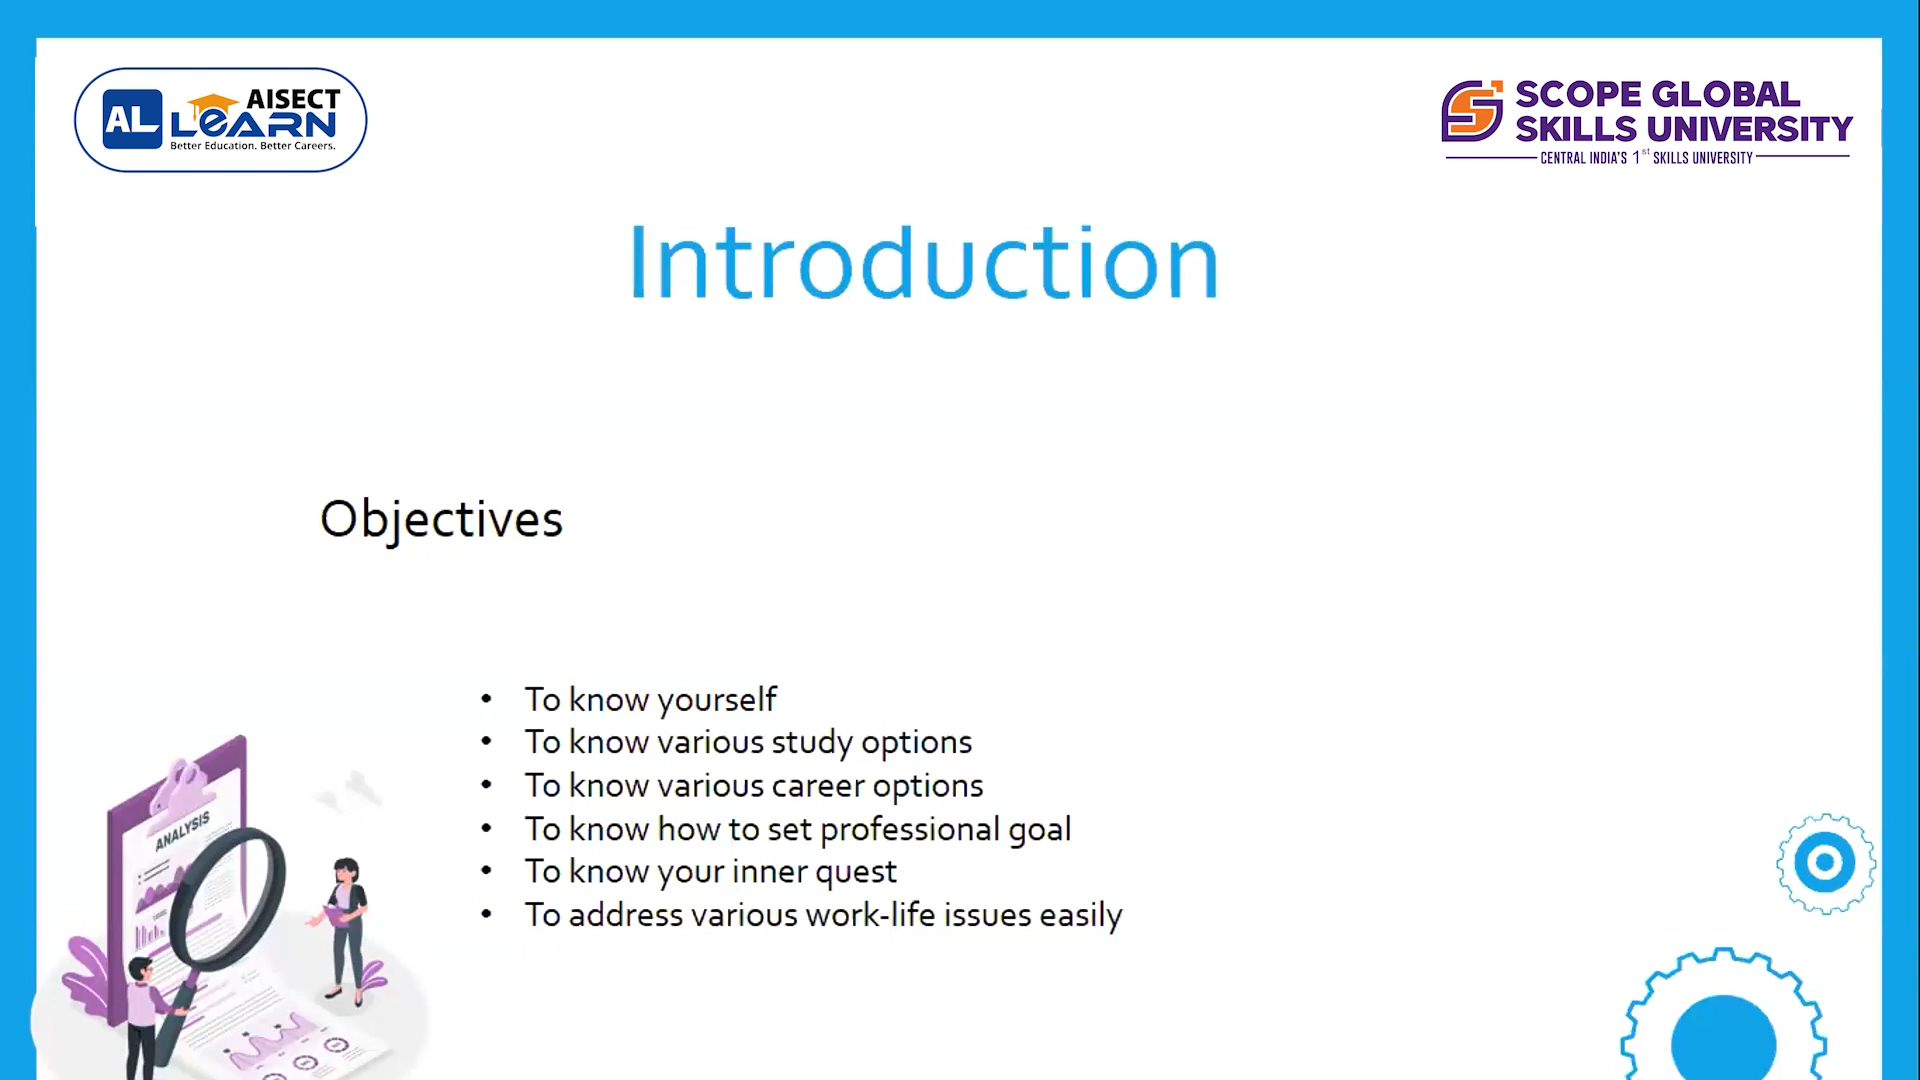 AL LeARN AISECT
Better Education. Better Careers.
SCOPE GLOBAL
SKILLS UNIVERSITY
CENTRAL INDIA'S 1st SKILLS UNIVERSITY
Introduction
Objectives
• To know yourself
• To know various study options
• To know various career options
• To know how to set professional goal
• To know your inner quest
• To address various work-life issues easily
ANALYSIS